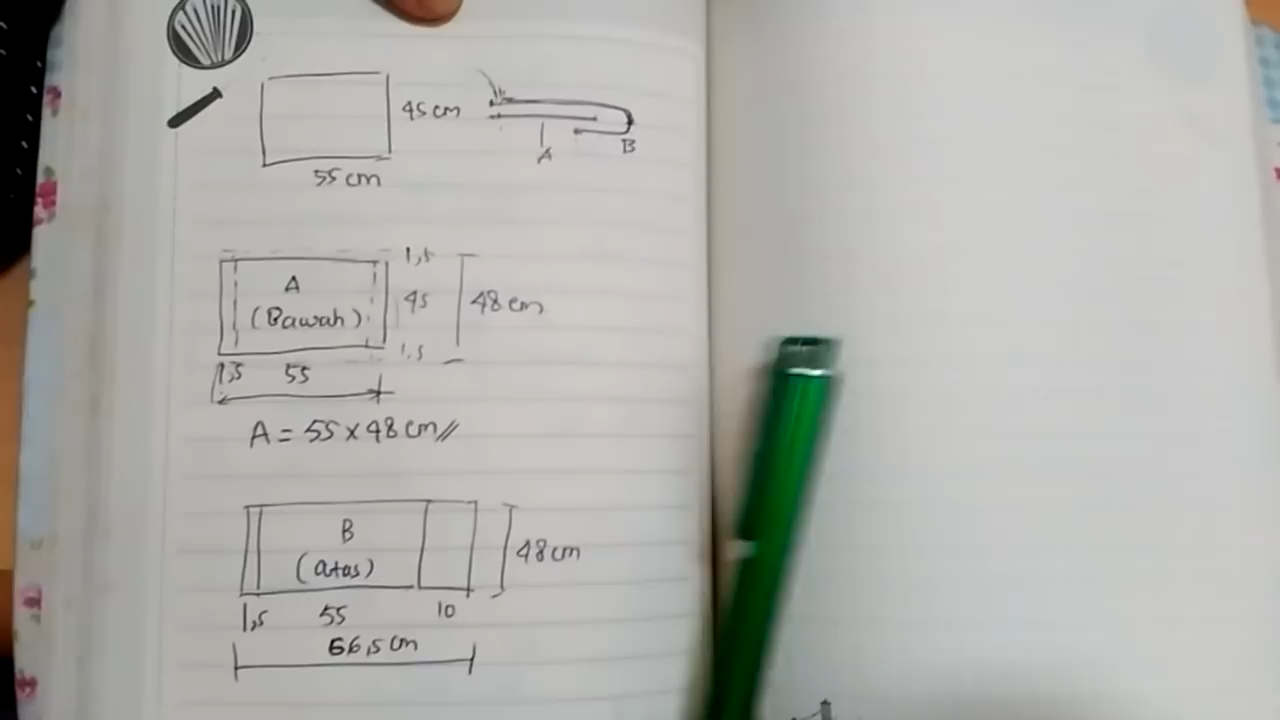 45 cm
A
B
55 cm
1,5
A
45
48 cm
(Bawah)
1,5
1,5 55
A = 55 x 48 cm
B
(atas)
48 cm
1,5 55 10
66,5 cm